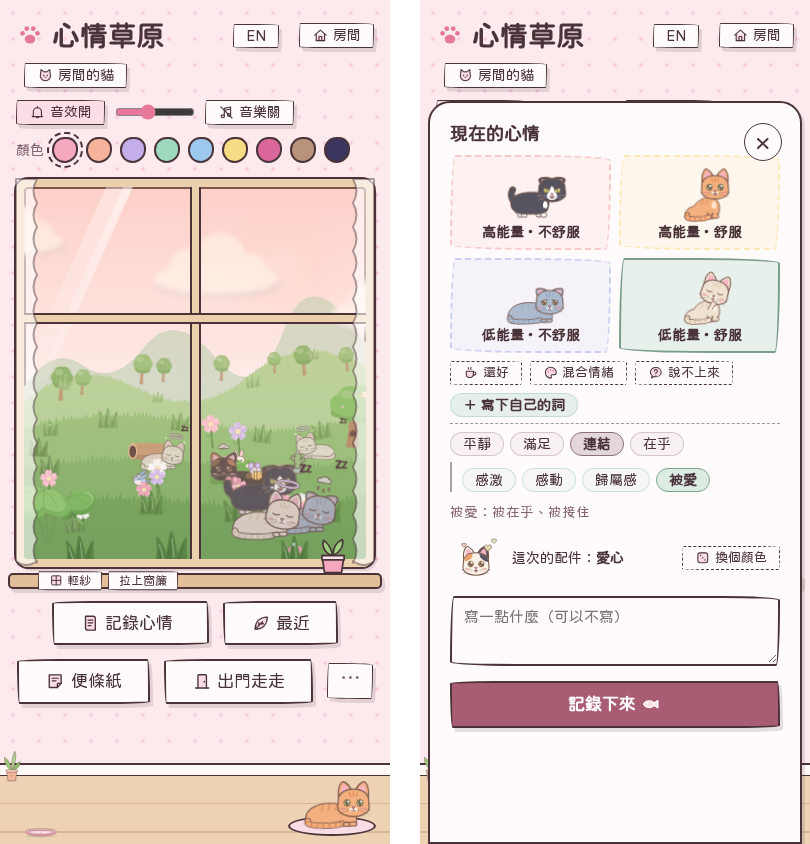 心情草原
EN
房間
房間的貓
音效開
音樂關
顏色
zz
zz
zz
輕紗
拉上窗簾
記錄心情
最近
便條紙
出門走走
...
心情草原
EN
房間
房間的貓
現在的心情
高能量・不舒服
高能量・舒服
低能量・不舒服
低能量・舒服
還好
混合情緒
說不上來
+ 寫下自己的詞
平靜
滿足
連結
在乎
感激
感動
歸屬感
被愛
被愛：被在乎、被接住
這次的配件：愛心
換個顏色
寫一點什麼（可以不寫）
記錄下來